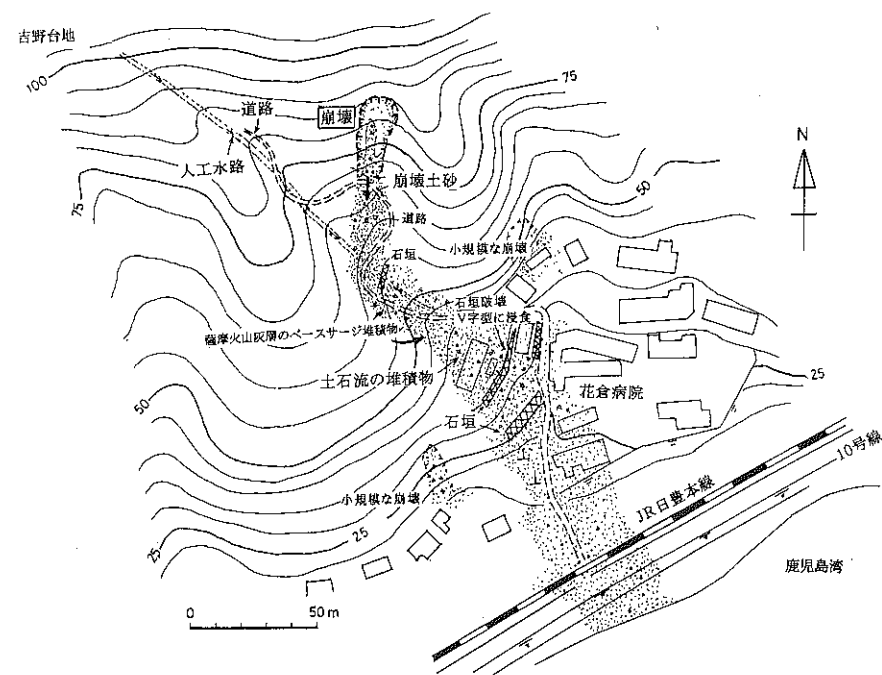 吉野台地
100
道路
崩壊
75
N
人工水路
崩壊土砂
50
75
道路
小規模な崩壊
石垣
石垣破壊
V字型に浸食
薩摩火山灰層のベースサージ堆積物
土石流の堆積物
25
花倉病院
50
石垣
10号線
JR日豊本線
小規模な崩壊
25
25
鹿児島湾
0 50m